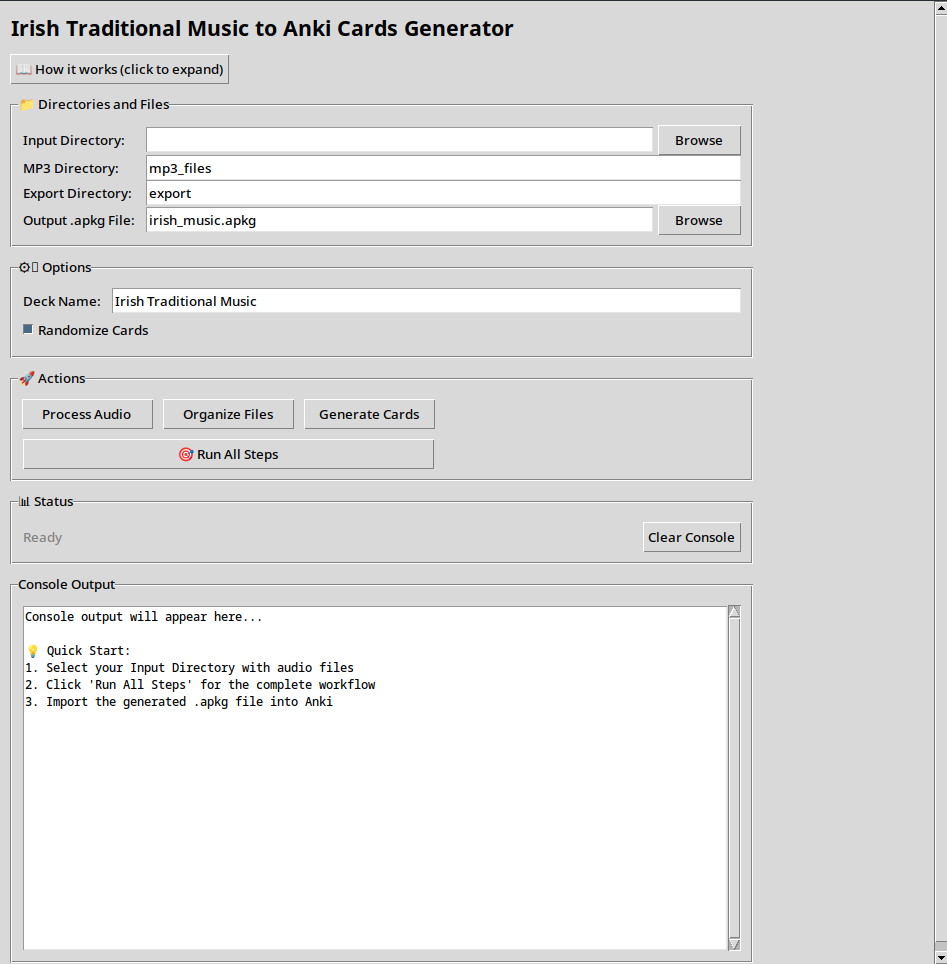 Irish Traditional Music to Anki Cards Generator
📖 How it works (click to expand)
📁 Directories and Files
Input Directory: Browse
MP3 Directory: mp3_files
Export Directory: export
Output .apkg File: irish_music.apkg Browse
⚙️ Options
Deck Name: Irish Traditional Music
Randomize Cards
🚀 Actions
Process Audio Organize Files Generate Cards
🎯 Run All Steps
📊 Status
Ready Clear Console
Console Output
Console output will appear here...
💡 Quick Start:
1. Select your Input Directory with audio files
2. Click 'Run All Steps' for the complete workflow
3. Import the generated .apkg file into Anki